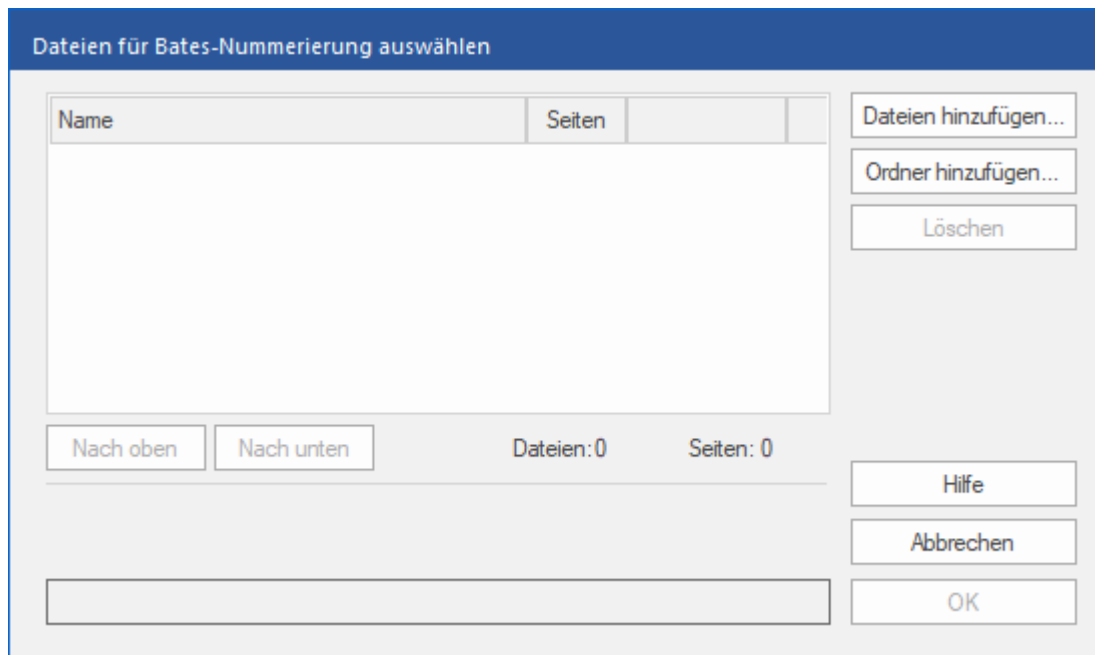 Dateien für Bates-Nummerierung auswählen
Name Seiten
Dateien hinzufügen...
Ordner hinzufügen...
Löschen
Nach oben Nach unten Dateien: 0 Seiten: 0
Hilfe
Abbrechen
OK